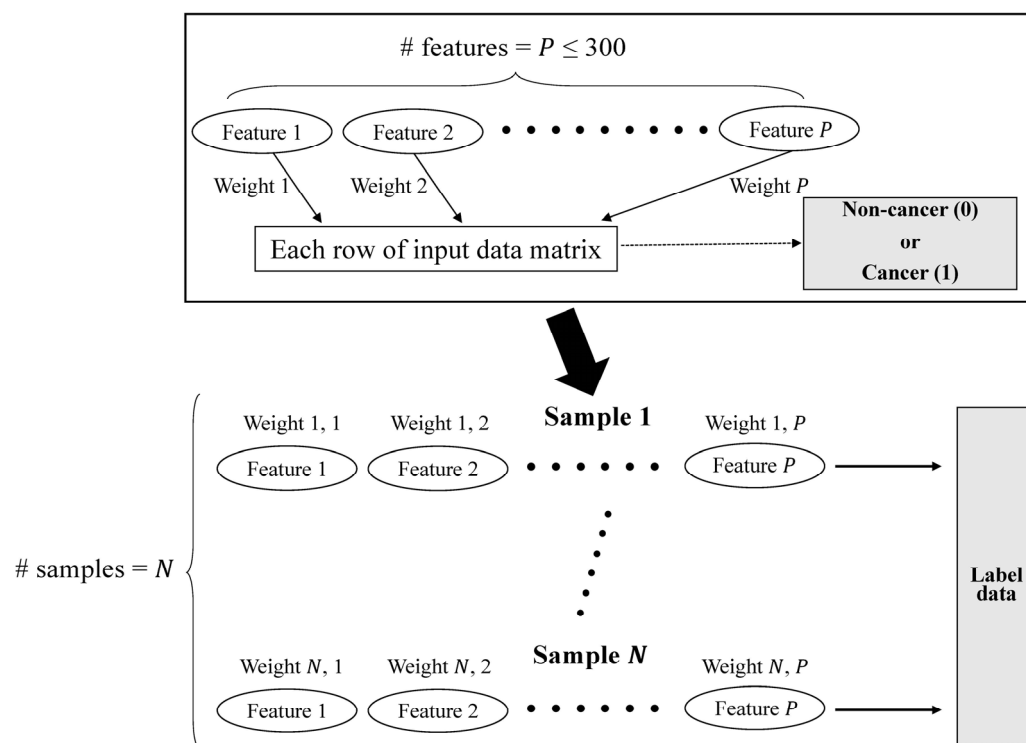 # features = P ≤ 300
Feature 1
Feature 2
Feature P
Weight 1
Weight 2
Weight P
Each row of input data matrix
Non-cancer (0)
or
Cancer (1)
Sample 1
Weight 1, 1
Weight 1, 2
Weight 1, P
Feature 1
Feature 2
Feature P
# samples = N
Label
data
Sample N
Weight N, 1
Weight N, 2
Weight N, P
Feature 1
Feature 2
Feature P